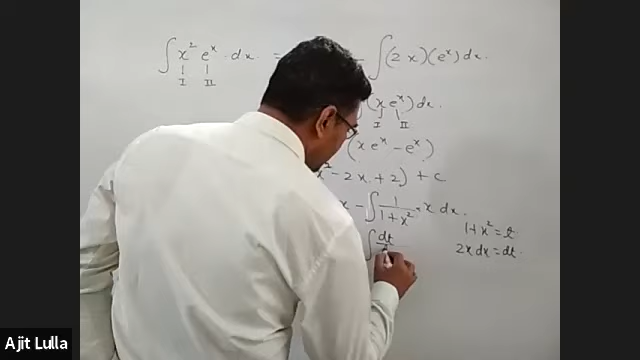 ∫ x² eˣ · dx = - ∫ (2x)(eˣ) dx.
I II
(x eˣ) dx.
I II
(x eˣ - eˣ)
x² - 2x + 2) + c
x - ∫ 1/(1+x²) · x dx.
1+x² = t
∫ dt/
2x dx = dt.
Ajit Lulla